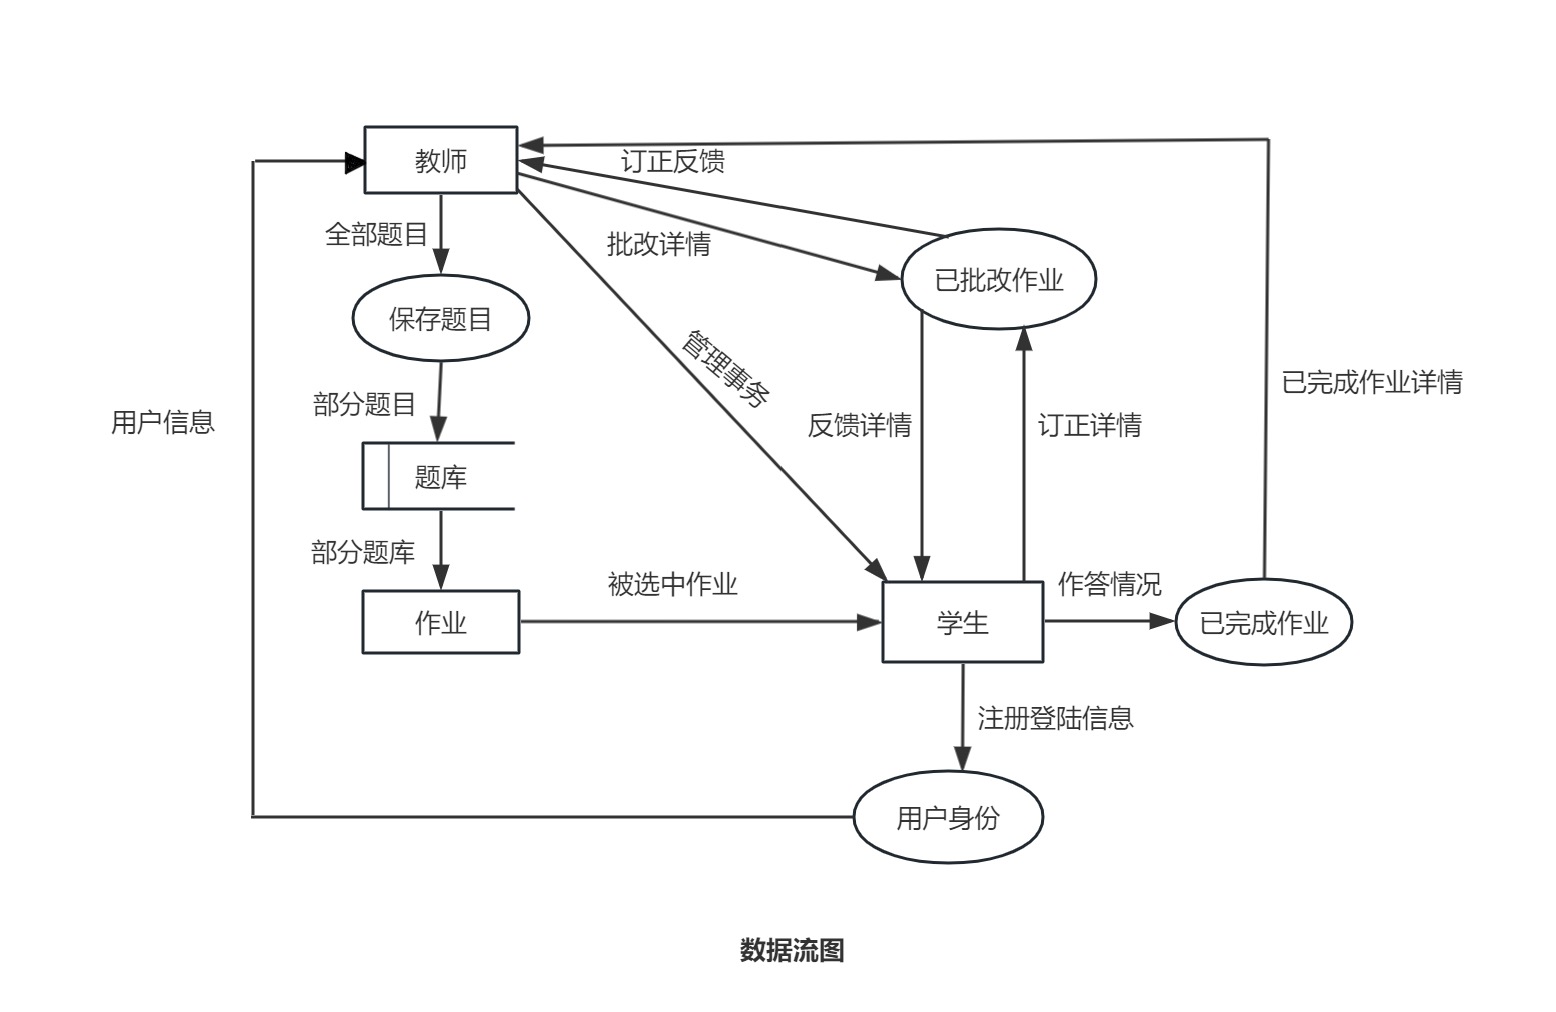 教师
订正反馈
全部题目
批改详情
已批改作业
保存题目
管理事务
已完成作业详情
部分题目
用户信息
反馈详情
订正详情
题库
部分题库
被选中作业
作答情况
作业
学生
已完成作业
注册登陆信息
用户身份
数据流图